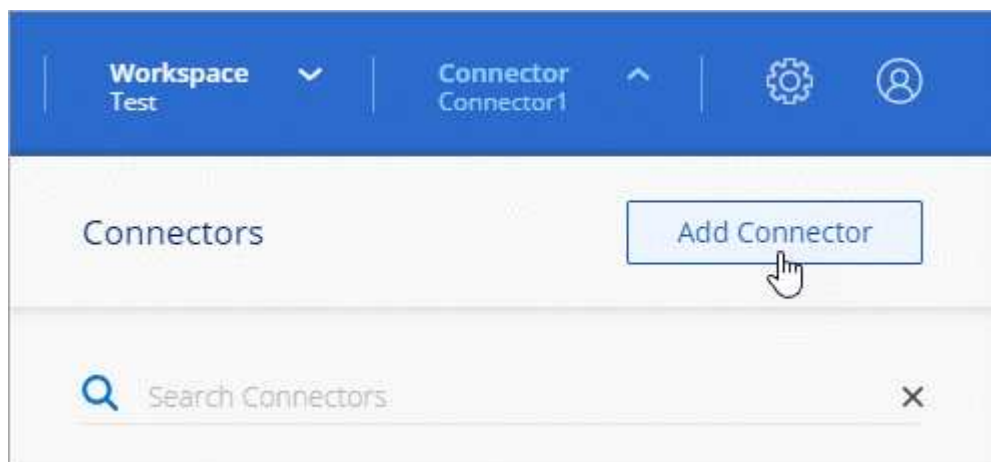 Workspace
Test
Connector
Connector1
Connectors
Add Connector
Search Connectors